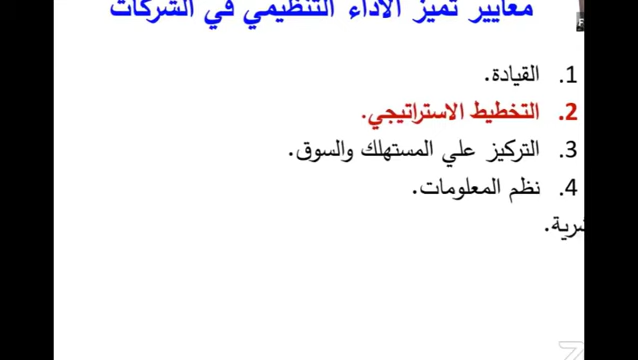 معايير تميز الأداء التنظيمي في الشركات
1. القيادة.
2. التخطيط الاستراتيجي.
3. التركيز علي المستهلك والسوق.
4. نظم المعلومات.